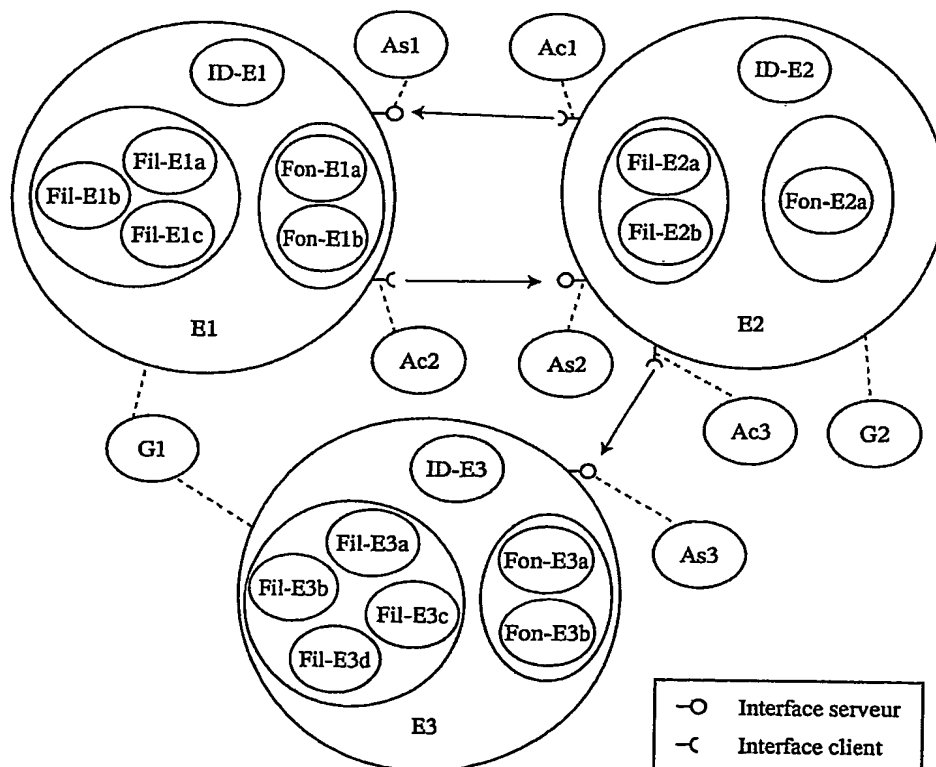 As1
Ac1
ID-E1
ID-E2
Fil-E1a
Fil-E1b
Fil-E1c
Fon-E1a
Fon-E1b
Fil-E2a
Fil-E2b
Fon-E2a
E1
E2
Ac2
As2
G1
Ac3
G2
ID-E3
Fil-E3a
Fil-E3b
Fil-E3c
Fil-E3d
Fon-E3a
Fon-E3b
As3
E3
Interface serveur
Interface client